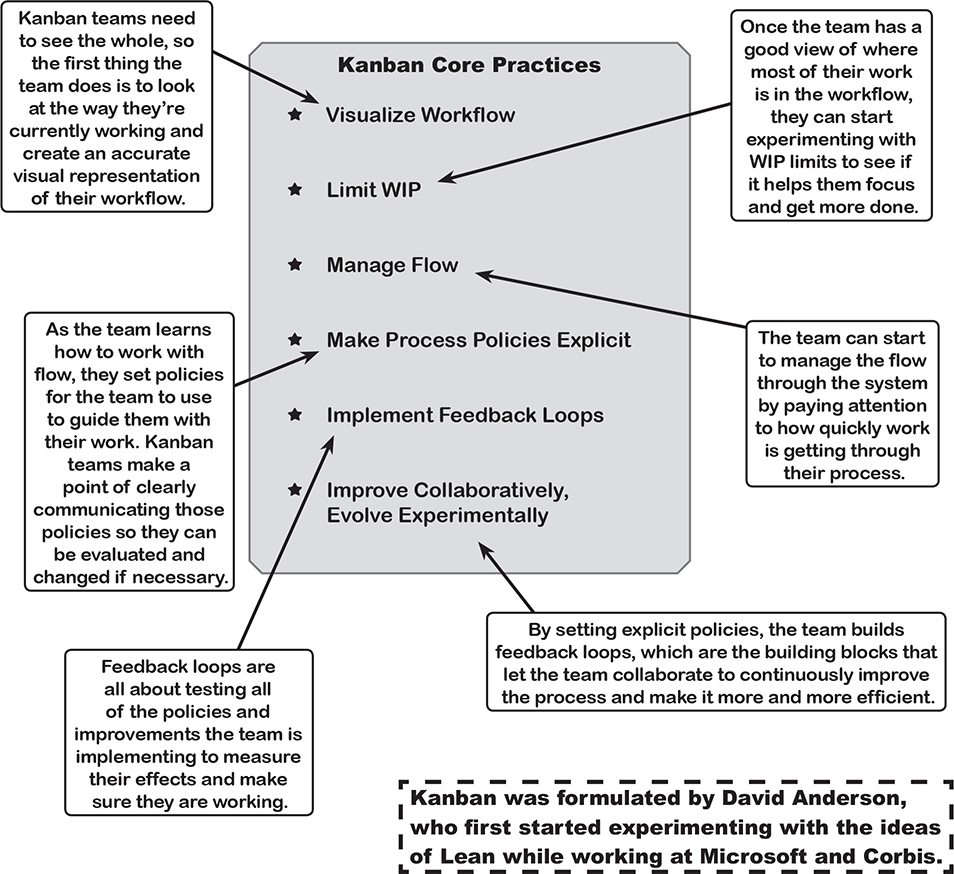 Kanban teams need
to see the whole, so
the first thing the
team does is to look
at the way they're
currently working and
create an accurate
visual representation
of their workflow.
Kanban Core Practices
Visualize Workflow
Limit WIP
Manage Flow
Make Process Policies Explicit
Implement Feedback Loops
Improve Collaboratively,
Evolve Experimentally
Once the team has a
good view of where
most of their work
is in the workflow,
they can start
experimenting with
WIP limits to see if
it helps them focus
and get more done.
As the team learns
how to work with
flow, they set policies
for the team to use
to guide them with
their work. Kanban
teams make a
point of clearly
communicating those
policies so they can
be evaluated and
changed if necessary.
The team can start
to manage the flow
through the system
by paying attention
to how quickly work
is getting through
their process.
Feedback loops are
all about testing all
of the policies and
improvements the team is
implementing to measure
their effects and make
sure they are working.
By setting explicit policies, the team builds
feedback loops, which are the building blocks that
let the team collaborate to continuously improve
the process and make it more and more efficient.
Kanban was formulated by David Anderson,
who first started experimenting with the ideas
of Lean while working at Microsoft and Corbis.